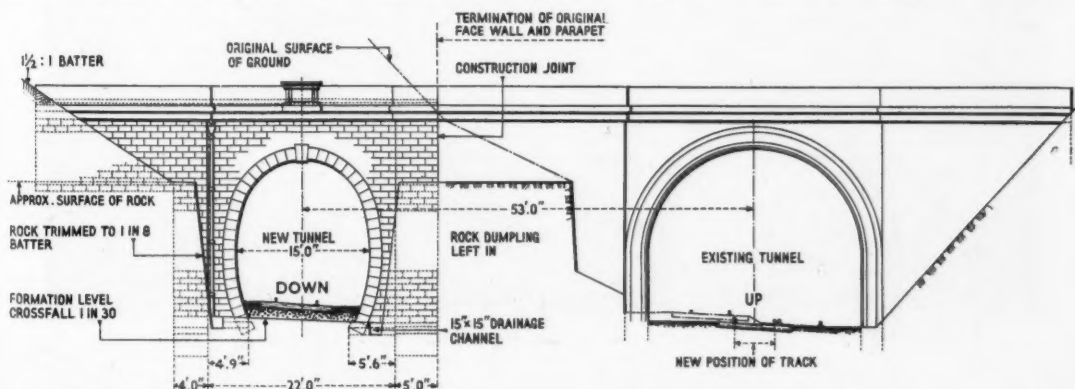 TERMINATION OF ORIGINAL
FACE WALL AND PARAPET
ORIGINAL SURFACE
OF GROUND
1½ : 1 BATTER
CONSTRUCTION JOINT
APPROX. SURFACE OF ROCK
53'.0"
ROCK TRIMMED TO 1 IN 8
BATTER
NEW TUNNEL
15'.0"
ROCK DUMPLING
LEFT IN
EXISTING TUNNEL
DOWN
UP
FORMATION LEVEL
CROSSFALL 1 IN 30
15"× 15" DRAINAGE
CHANNEL
NEW POSITION OF TRACK
4'.9"
5'.6"
4'.0"
22'.0"
5'.0"